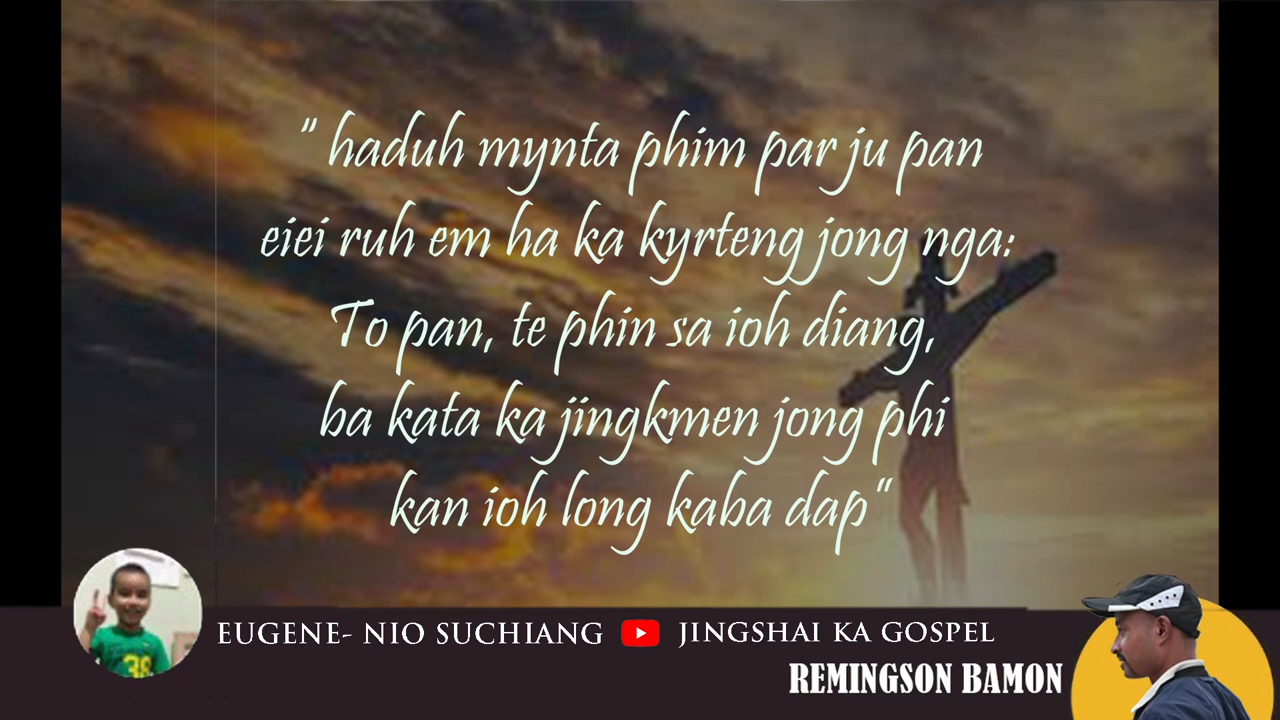 " haduh mynta phim par ju pan
eiei ruh em ha ka kyrteng jong nga:
To pan, te phin sa ioh diang,
ba kata ka jingkmen jong phi
kan ioh long kaba dap"
EUGENE- NIO SUCHIANG
JINGSHAI KA GOSPEL
REMINGSON BAMON
38